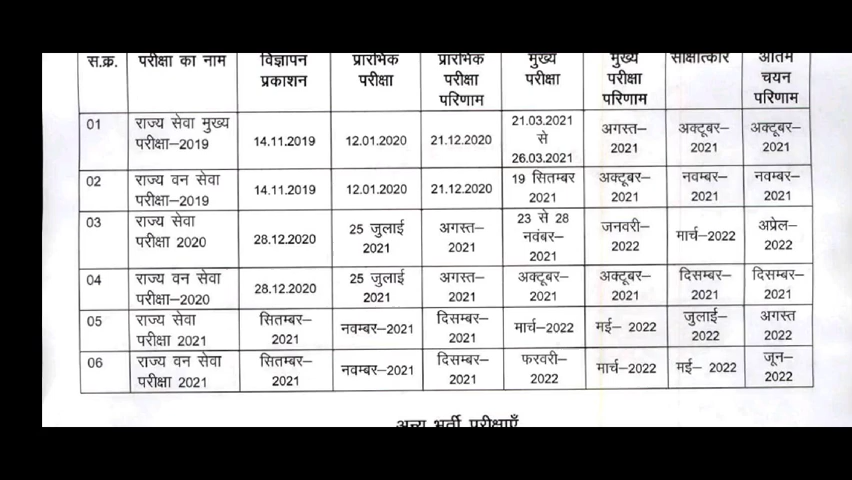 स.क्र. परीक्षा का नाम विज्ञापन प्रकाशन प्रारंभिक परीक्षा प्रारंभिक परीक्षा परिणाम मुख्य परीक्षा मुख्य परीक्षा परिणाम साक्षात्कार अंतिम चयन परिणाम
01 राज्य सेवा मुख्य परीक्षा–2019 14.11.2019 12.01.2020 21.12.2020 21.03.2021 से 26.03.2021 अगस्त–2021 अक्टूबर–2021 अक्टूबर–2021
02 राज्य वन सेवा परीक्षा–2019 14.11.2019 12.01.2020 21.12.2020 19 सितम्बर 2021 अक्टूबर–2021 नवम्बर–2021 नवम्बर–2021
03 राज्य सेवा परीक्षा 2020 28.12.2020 25 जुलाई 2021 अगस्त–2021 23 से 28 नवंबर–2021 जनवरी–2022 मार्च–2022 अप्रेल–2022
04 राज्य वन सेवा परीक्षा–2020 28.12.2020 25 जुलाई 2021 अगस्त–2021 अक्टूबर–2021 अक्टूबर–2021 दिसम्बर–2021 दिसम्बर–2021
05 राज्य सेवा परीक्षा 2021 सितम्बर–2021 नवम्बर–2021 दिसम्बर–2021 मार्च–2022 मई– 2022 जुलाई–2022 अगस्त 2022
06 राज्य वन सेवा परीक्षा 2021 सितम्बर–2021 नवम्बर–2021 दिसम्बर–2021 फरवरी–2022 मार्च–2022 मई– 2022 जून–2022
अन्य भर्ती परीक्षाएँ